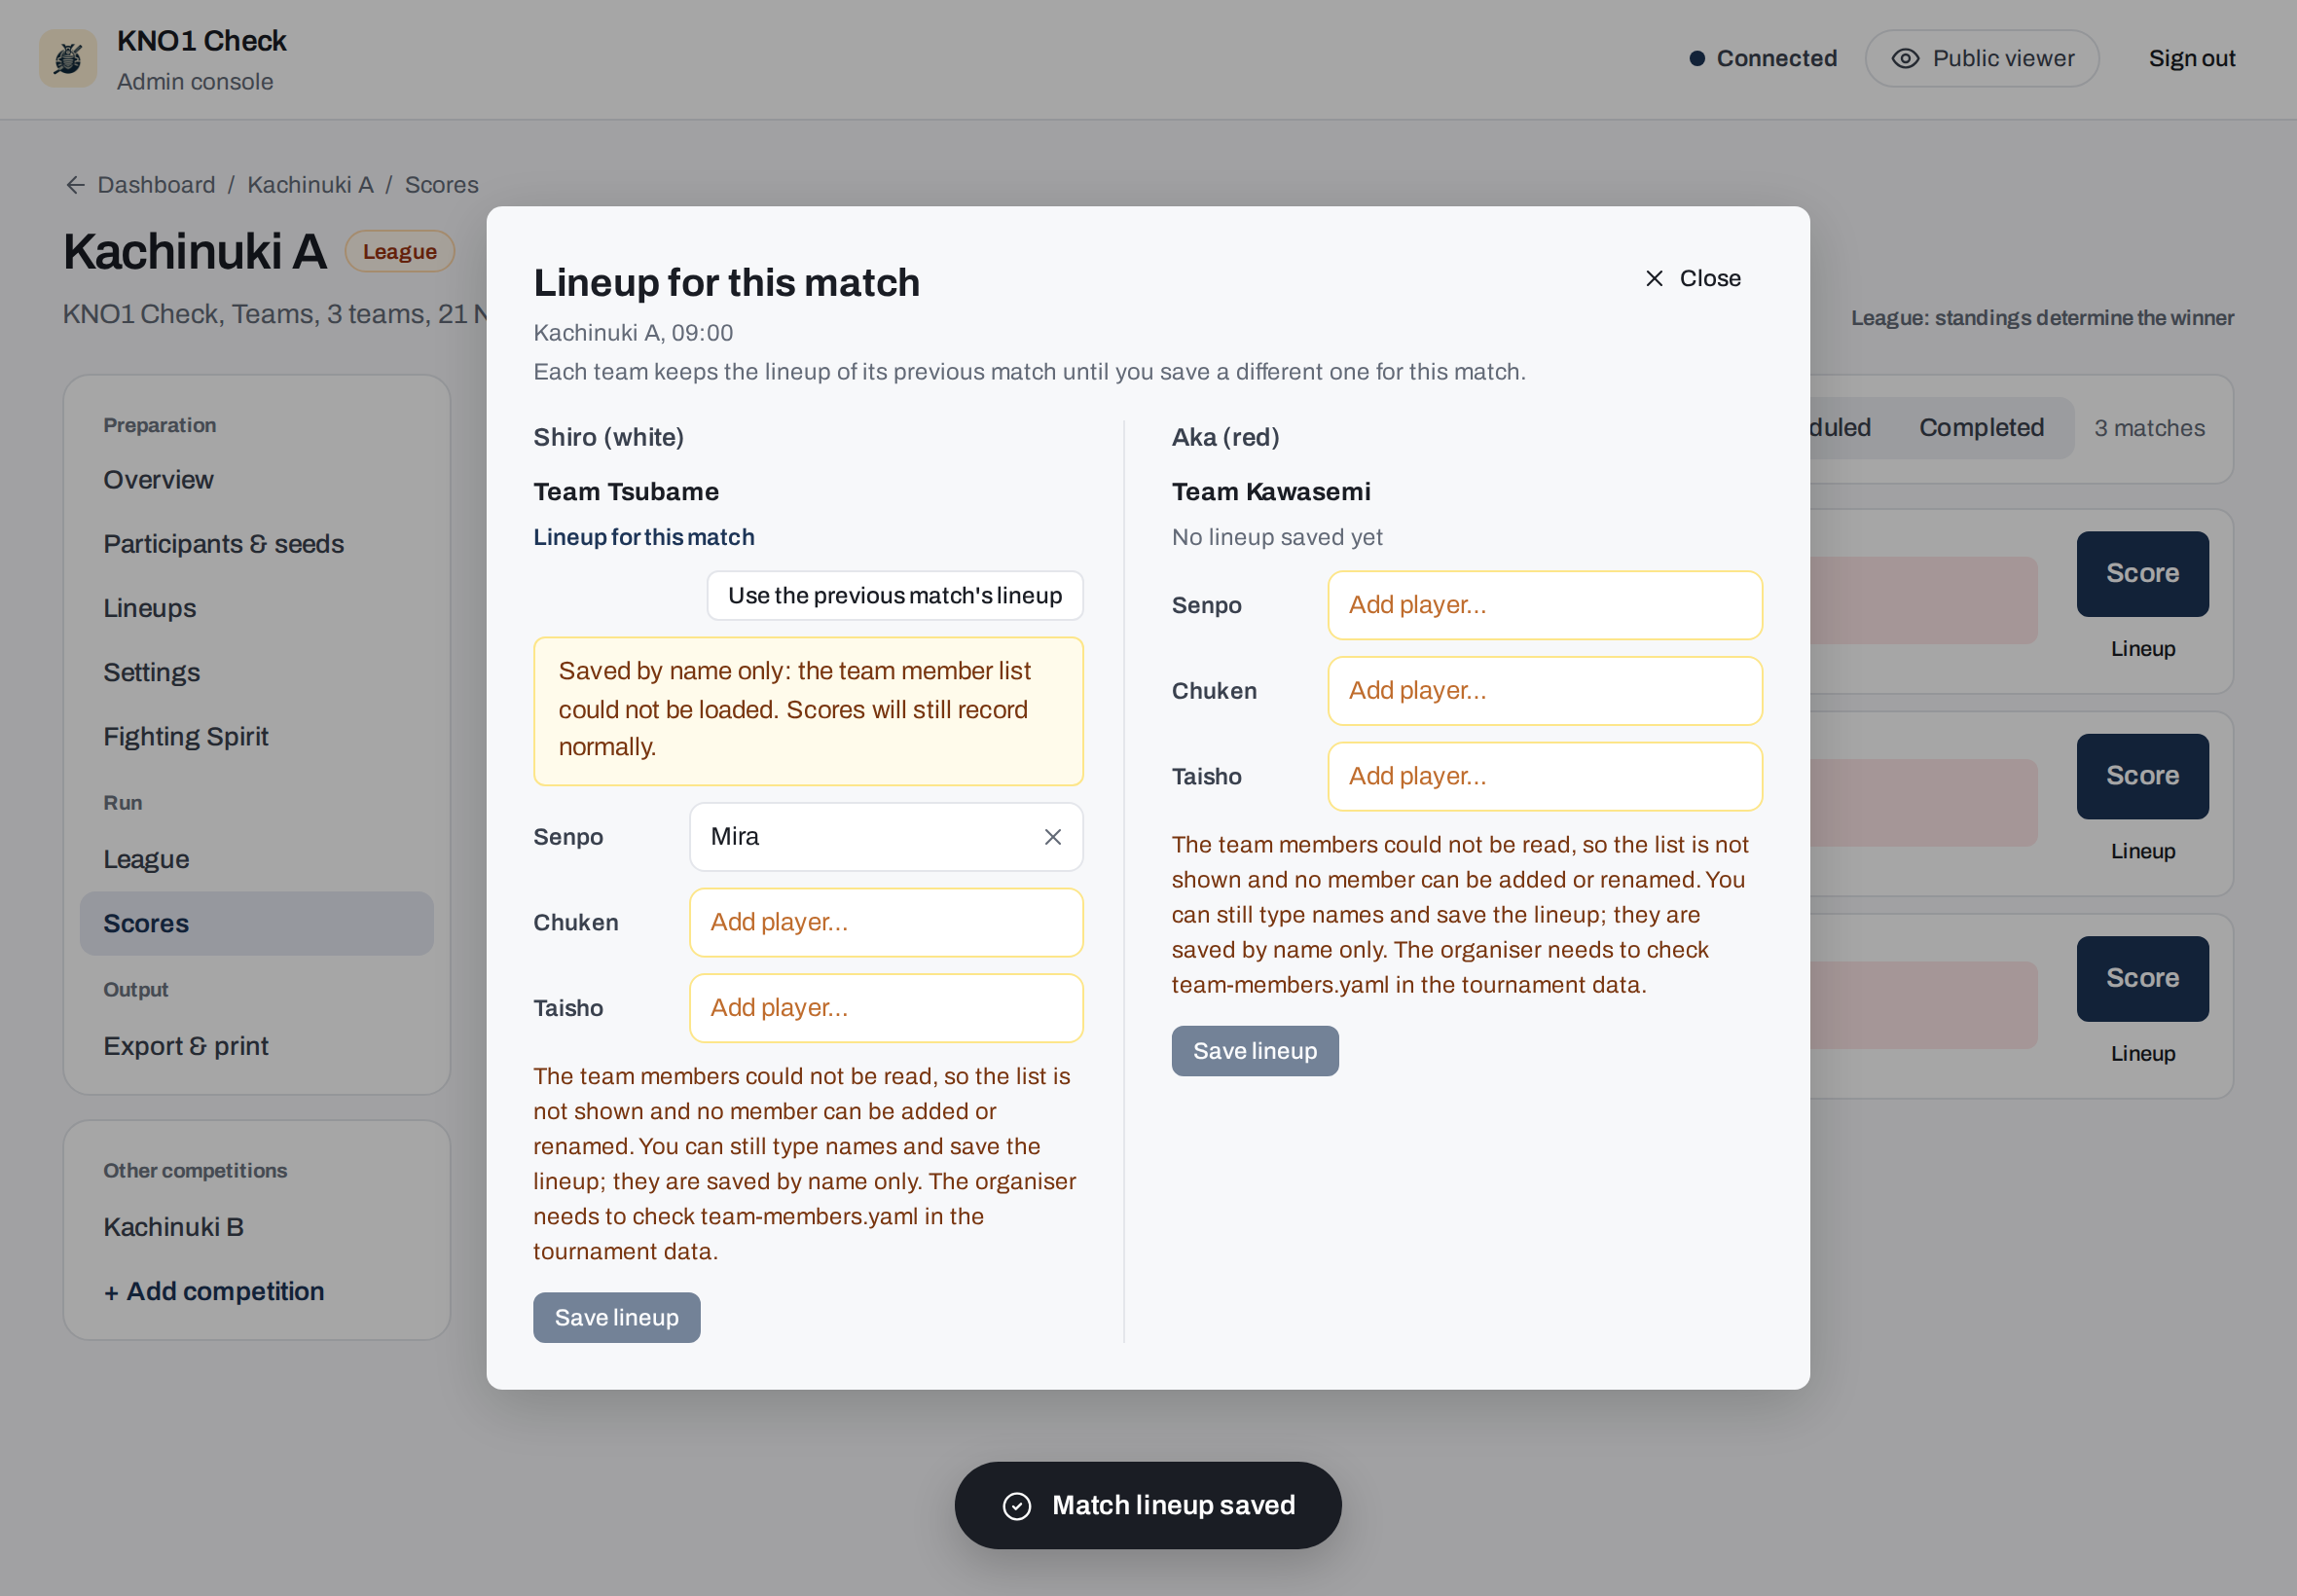 KNO1 Check
Admin console
Connected
Public viewer
Sign out
Dashboard / Kachinuki A / Scores
Kachinuki A
League
KNO1 Check, Teams, 3 teams, 21 N
League: standings determine the winner
Preparation
Overview
Participants & seeds
Lineups
Settings
Fighting Spirit
Run
League
Scores
Output
Export & print
Other competitions
Kachinuki B
+ Add competition
Lineup for this match
Close
Kachinuki A, 09:00
Each team keeps the lineup of its previous match until you save a different one for this match.
Shiro (white)
Team Tsubame
Lineup for this match
Use the previous match's lineup
Saved by name only: the team member list
could not be loaded. Scores will still record
normally.
Senpo
Mira
Chuken
Add player...
Taisho
Add player...
The team members could not be read, so the list is
not shown and no member can be added or
renamed. You can still type names and save the
lineup; they are saved by name only. The organiser
needs to check team-members.yaml in the
tournament data.
Save lineup
Aka (red)
Team Kawasemi
No lineup saved yet
Senpo
Add player...
Chuken
Add player...
Taisho
Add player...
The team members could not be read, so the list is not
shown and no member can be added or renamed. You
can still type names and save the lineup; they are
saved by name only. The organiser needs to check
team-members.yaml in the tournament data.
Save lineup
duled
Completed
3 matches
Score
Lineup
Score
Lineup
Score
Lineup
Match lineup saved